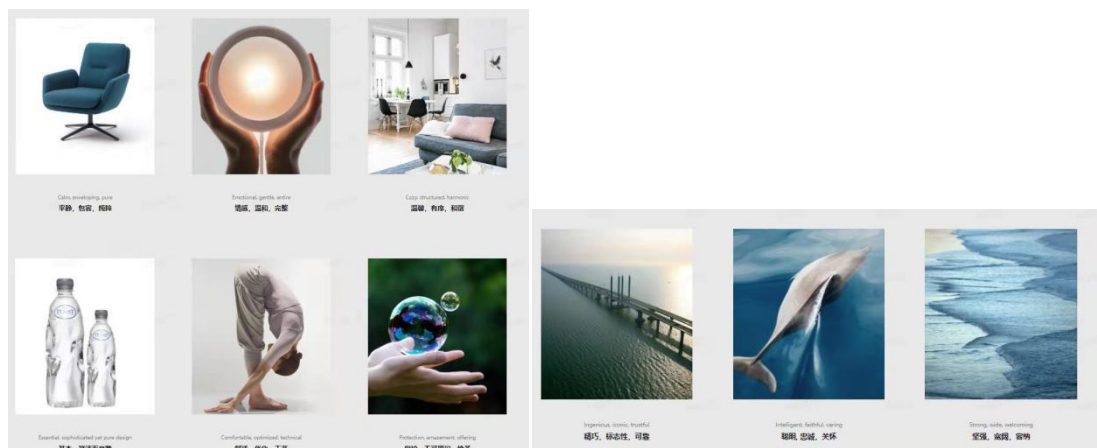 Calm, enveloping, pure
平静，包容，纯粹
Emotional, gentle, entire
情感，温和，完整
Cozy, structured, harmonic
温馨，有序，和谐
Essential, sophisticated yet pure design
Comfortable, optimized, technical
Protection, amazement, offering
Ingenious, iconic, trustful
精巧，标志性，可靠
Intelligent, faithful, caring
聪明，忠诚，关怀
Strong, wide, welcoming
坚强，宽阔，容纳